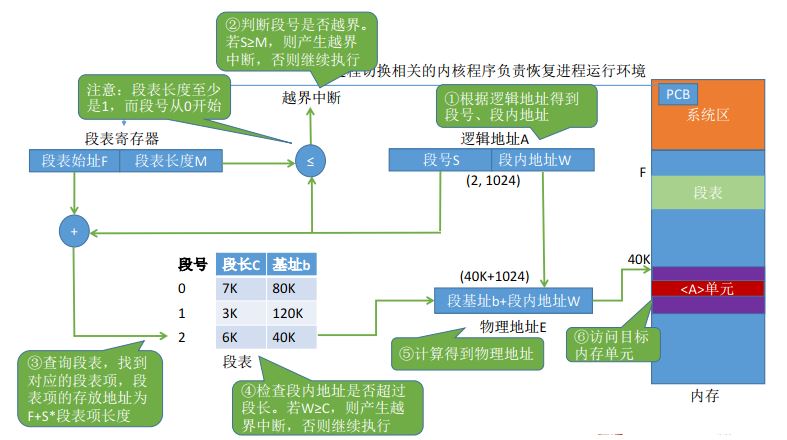 ②判断段号是否越界。
若S≥M，则产生越界
中断，否则继续执行
程切换相关的内核程序负责恢复进程运行环境
注意：段表长度至少
是1，而段号从0开始
越界中断
①根据逻辑地址得到
段号、段内地址
PCB
系统区
段表寄存器
逻辑地址A
段表始址F 段表长度M
≤
段号S 段内地址W
(2, 1024)
F
段表
+
段号 段长C 基址b
0 7K 80K
1 3K 120K
2 6K 40K
段表
(40K+1024)
段基址b+段内地址W
物理地址E
40K
<A>单元
③查询段表，找到
对应的段表项，段
表项的存放地址为
F+S*段表项长度
④检查段内地址是否超过
段长。若W≥C，则产生越
界中断，否则继续执行
⑤计算得到物理地址
⑥访问目标
内存单元
内存